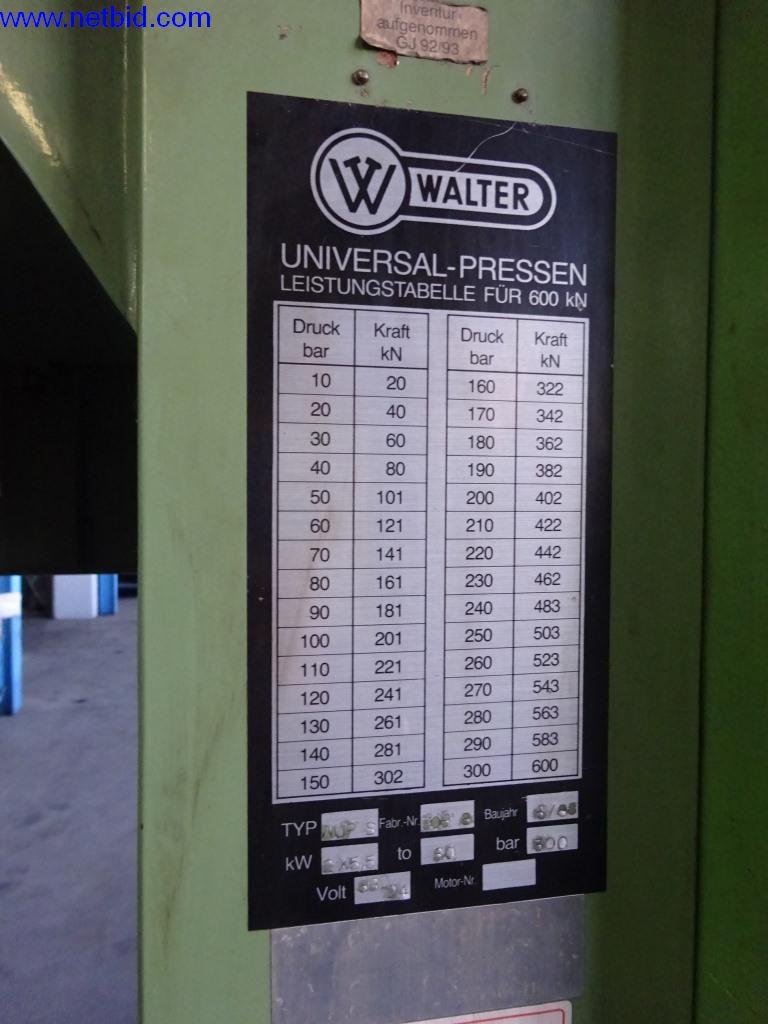 www.netbid.com
Inventur
aufgenommen
GJ 92/93
W WALTER
UNIVERSAL-PRESSEN
LEISTUNGSTABELLE FÜR 600 kN
Druck bar Kraft kN Druck bar Kraft kN
10 20 160 322
20 40 170 342
30 60 180 362
40 80 190 382
50 101 200 402
60 121 210 422
70 141 220 442
80 161 230 462
90 181 240 483
100 201 250 503
110 221 260 523
120 241 270 543
130 261 280 563
140 281 290 583
150 302 300 600
TYP Fabr.-Nr. Baujahr
kW 2x5,5 to 60 bar
Volt Motor-Nr.